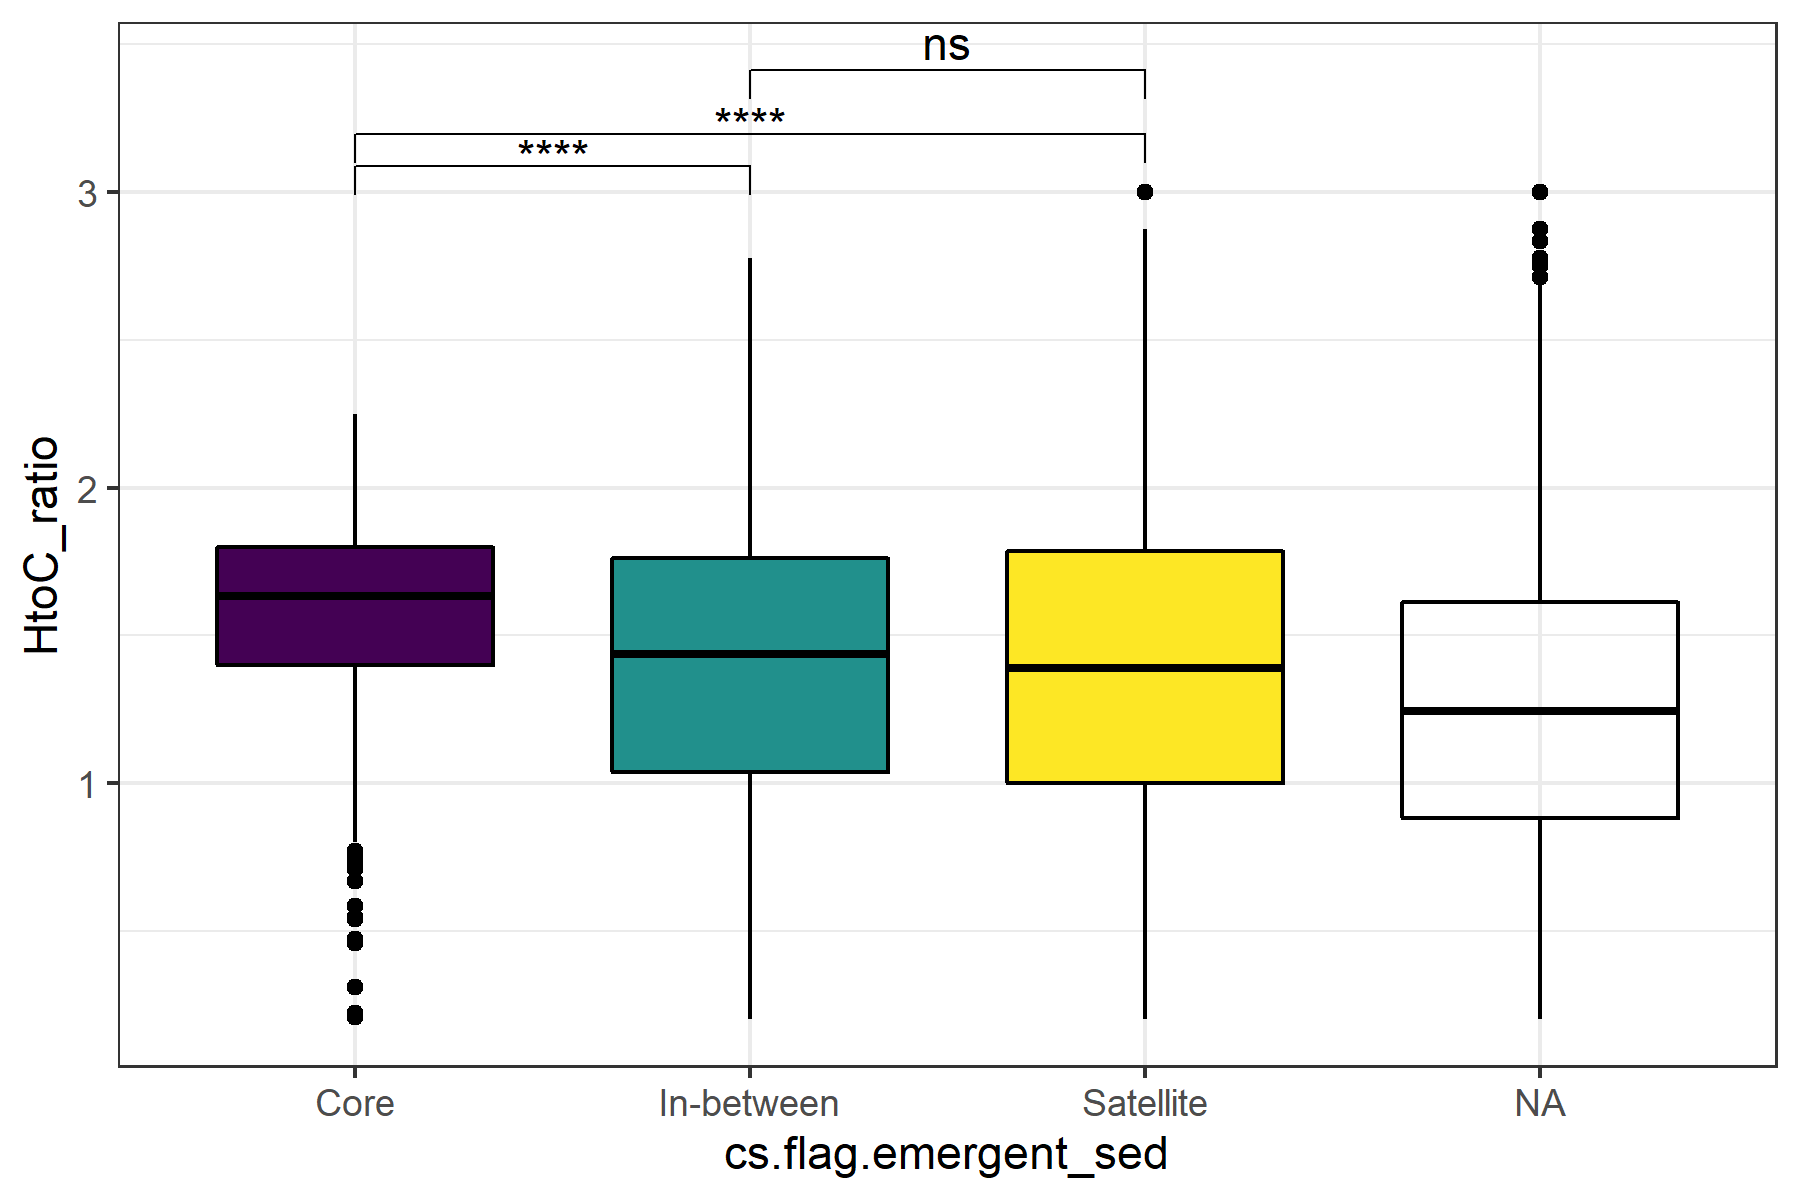 ns
****
****
3
2
1
HtoC_ratio
Core
In-between
Satellite
NA
cs.flag.emergent_sed